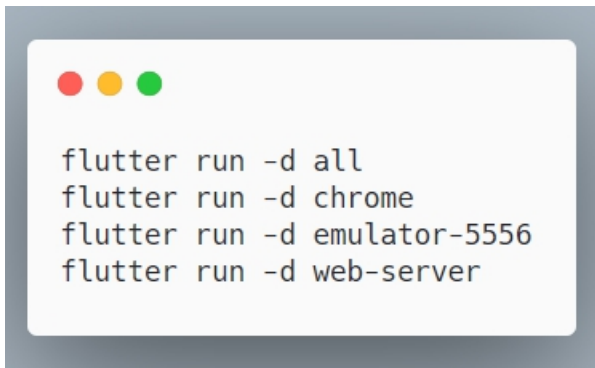 flutter run -d all
flutter run -d chrome
flutter run -d emulator-5556
flutter run -d web-server